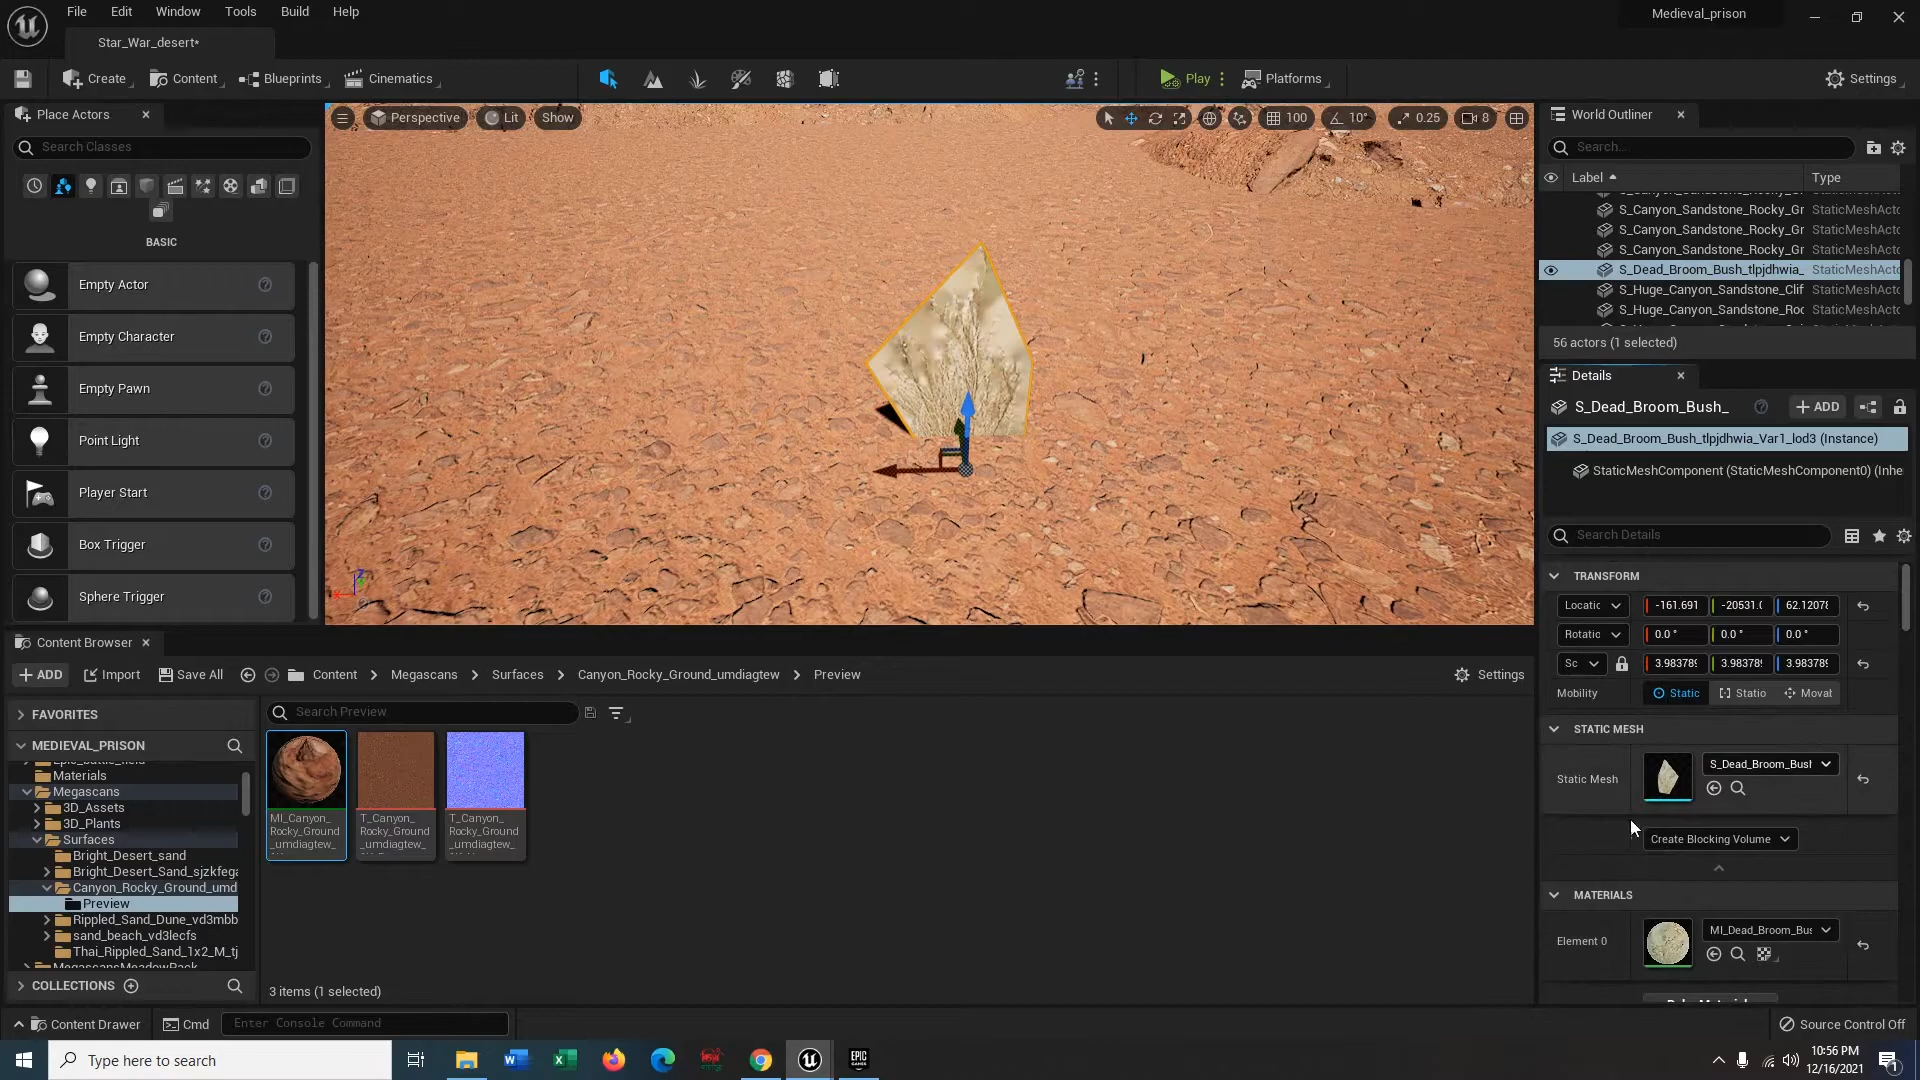 File Edit Window Tools Build Help
Medieval_prison
Star_War_desert*
Create Content Blueprints Cinematics Play Platforms Settings
Place Actors
Search Classes
BASIC
Empty Actor
Empty Character
Empty Pawn
Point Light
Player Start
Box Trigger
Sphere Trigger
Perspective Lit Show 100 10° 0.25 8
World Outliner
Search...
Label Type
S_Canyon_Sandstone_Rocky_Gr StaticMeshActo
S_Canyon_Sandstone_Rocky_Gr StaticMeshActo
S_Canyon_Sandstone_Rocky_Gr StaticMeshActo
S_Dead_Broom_Bush_tlpjdhwia_ StaticMeshActo
S_Huge_Canyon_Sandstone_Clif StaticMeshActo
S_Huge_Canyon_Sandstone_Roc StaticMeshActo
56 actors (1 selected)
Details
S_Dead_Broom_Bush_ ADD
S_Dead_Broom_Bush_tlpjdhwia_Var1_lod3 (Instance)
StaticMeshComponent (StaticMeshComponent0) (Inhe
Search Details
TRANSFORM
Locatic -161.691 -20531.( 62.1207
Rotatic 0.0 ° 0.0 ° 0.0 °
Sc 3.98378 3.98378 3.98378
Mobility Static Statio Movat
STATIC MESH
Static Mesh S_Dead_Broom_Bush
Create Blocking Volume
MATERIALS
Element 0 MI_Dead_Broom_Bus
Content Browser
ADD Import Save All Content Megascans Surfaces Canyon_Rocky_Ground_umdiagtew Preview Settings
FAVORITES
Search Preview
MEDIEVAL_PRISON
Epic_battle_field
Materials
Megascans
3D_Assets
3D_Plants
Surfaces
Bright_Desert_sand
Bright_Desert_Sand_sjzkfega
Canyon_Rocky_Ground_umd
Preview
Rippled_Sand_Dune_vd3mbb
sand_beach_vd3lecfs
Thai_Rippled_Sand_1x2_M_tj
MegascansMeadowPack
COLLECTIONS
MI_Canyon_
Rocky_Ground
_umdiagtew_
T_Canyon_
Rocky_Ground
_umdiagtew_
T_Canyon_
Rocky_Ground
_umdiagtew_
3 items (1 selected)
Content Drawer Cmd Enter Console Command Source Control Off
Type here to search
EPIC
GAMES
10:56 PM
12/16/2021
1